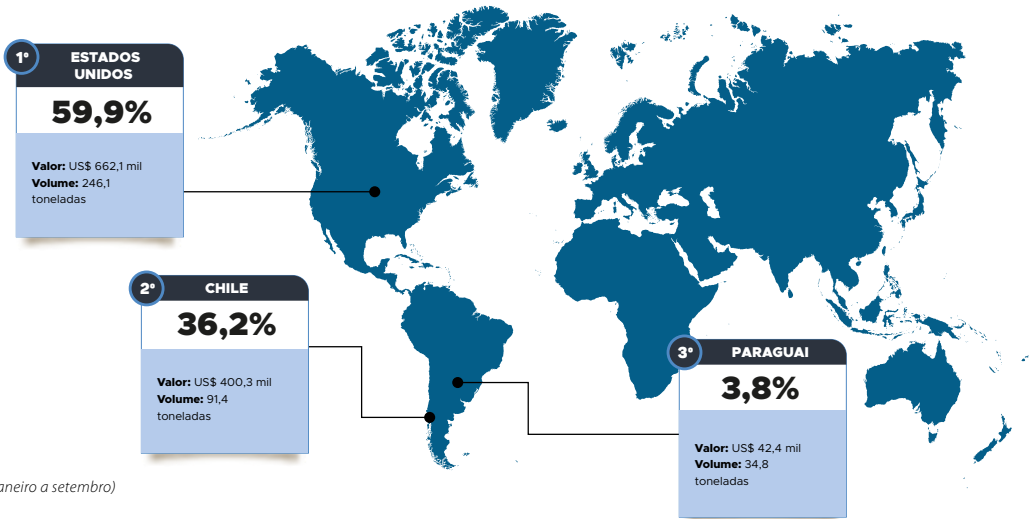 1º
ESTADOS
UNIDOS
59,9%
Valor: US$ 662,1 mil
Volume: 246,1
toneladas
2º
CHILE
36,2%
Valor: US$ 400,3 mil
Volume: 91,4
toneladas
3º
PARAGUAI
3,8%
Valor: US$ 42,4 mil
Volume: 34,8
toneladas
a setembro)